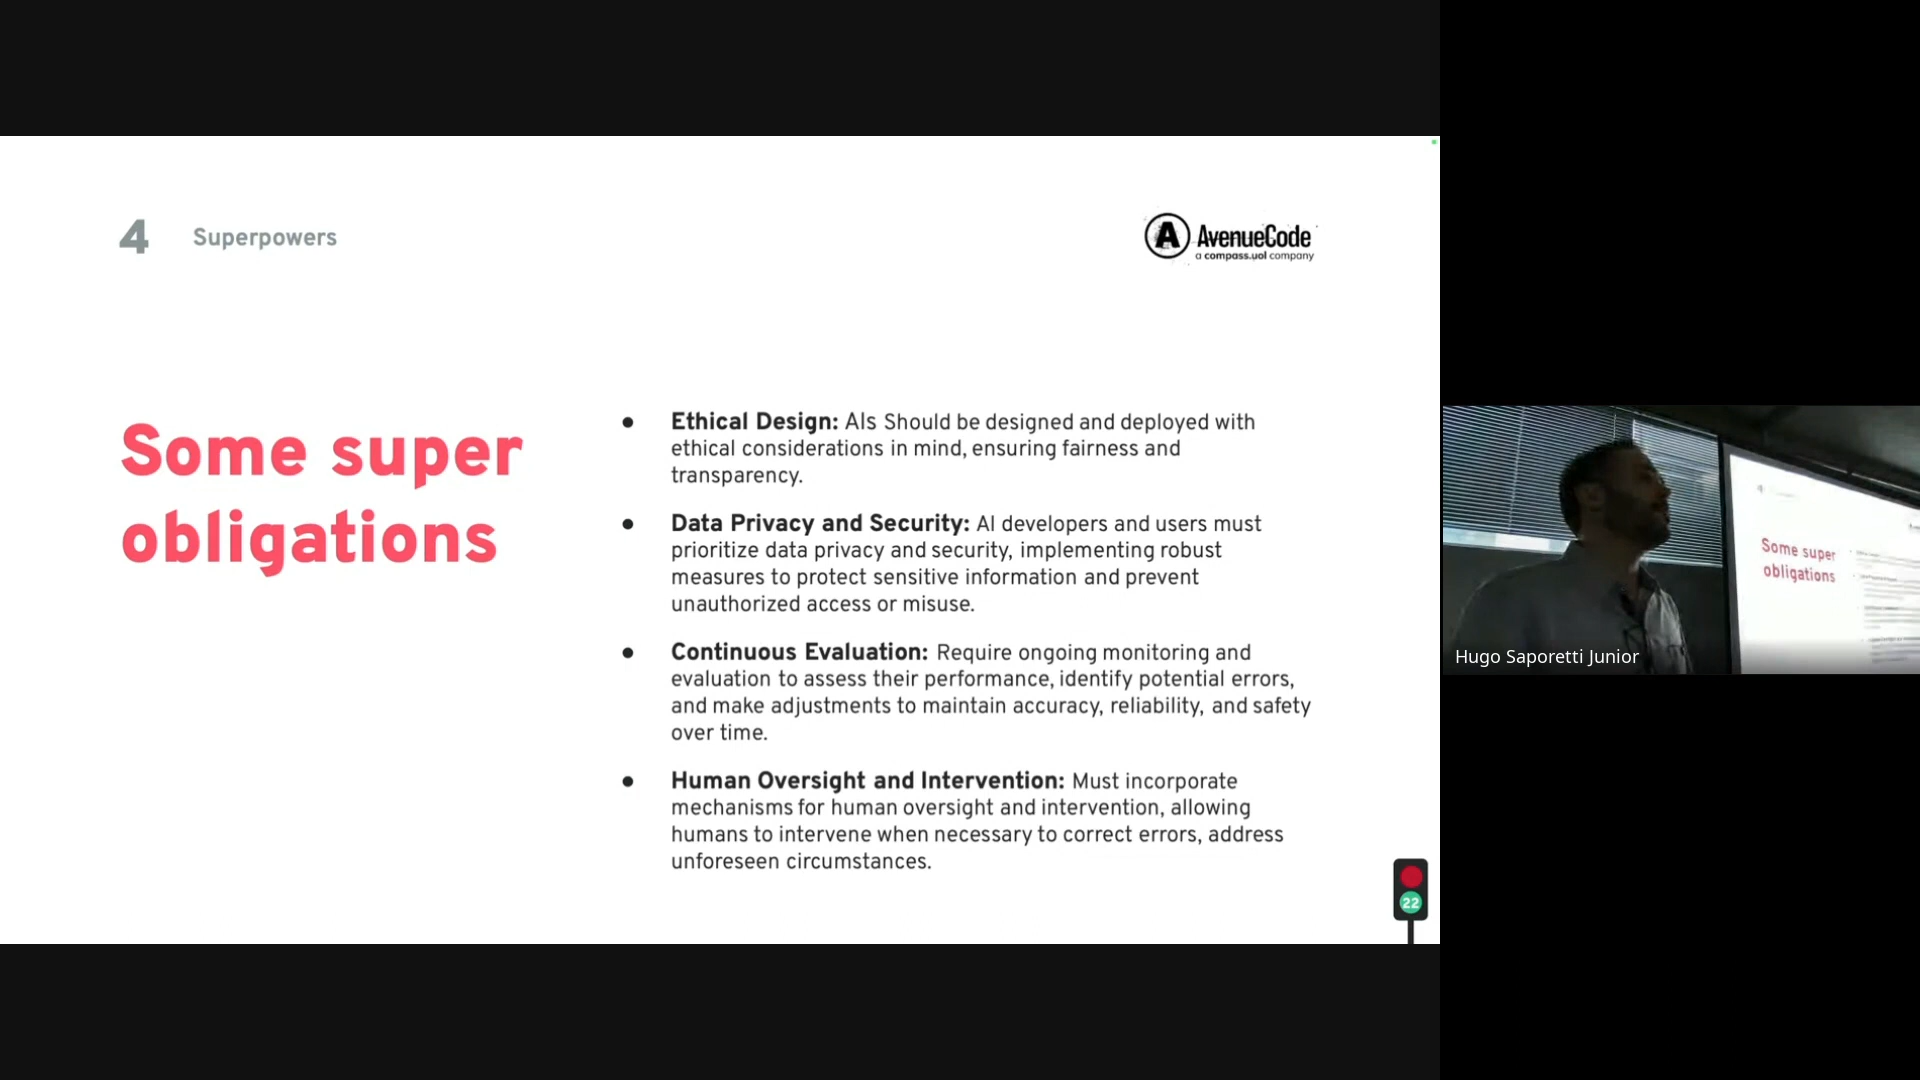 4 Superpowers
A AvenueCode
a compass.uol company
Some super
obligations
● Ethical Design: AIs Should be designed and deployed with
ethical considerations in mind, ensuring fairness and
transparency.
● Data Privacy and Security: AI developers and users must
prioritize data privacy and security, implementing robust
measures to protect sensitive information and prevent
unauthorized access or misuse.
● Continuous Evaluation: Require ongoing monitoring and
evaluation to assess their performance, identify potential errors,
and make adjustments to maintain accuracy, reliability, and safety
over time.
● Human Oversight and Intervention: Must incorporate
mechanisms for human oversight and intervention, allowing
humans to intervene when necessary to correct errors, address
unforeseen circumstances.
22
Some super
obligations
Hugo Saporetti Junior